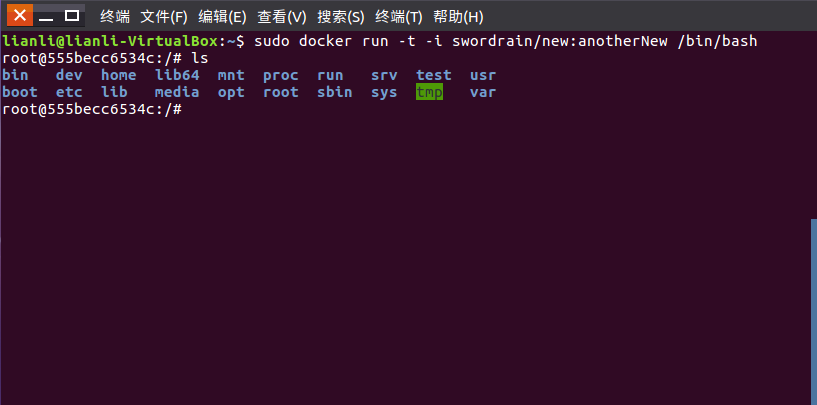 终端 文件(F) 编辑(E) 查看(V) 搜索(S) 终端(T) 帮助(H)
lianli@lianli-VirtualBox:~$ sudo docker run -t -i swordrain/new:anotherNew /bin/bash
root@555becc6534c:/# ls
bin dev home lib64 mnt proc run srv test usr
boot etc lib media opt root sbin sys tmp var
root@555becc6534c:/#